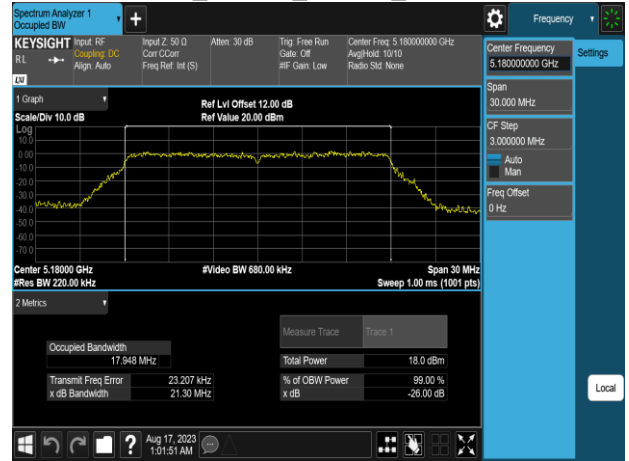 Spectrum Analyzer 1
Occupied BW
Frequency
KEYSIGHT
RL
LXI
Input: RF
Coupling: DC
Align: Auto
Input Z: 50 Ω
Corr CCorr
Freq Ref: Int (S)
Atten: 30 dB
Trig: Free Run
Gate: Off
#IF Gain: Low
Center Freq: 5.180000000 GHz
Avg|Hold: 10/10
Radio Std: None
Center Frequency
5.180000000 GHz
Settings
Span
30.000 MHz
CF Step
3.000000 MHz
Auto
Man
Freq Offset
0 Hz
Local
1 Graph
Scale/Div 10.0 dB
Ref Lvl Offset 12.00 dB
Ref Value 20.00 dBm
Log
10.0
0.00
-10.0
-20.0
-30.0
-40.0
-50.0
-60.0
-70.0
Center 5.18000 GHz
#Video BW 680.00 kHz
Span 30 MHz
#Res BW 220.00 kHz
Sweep 1.00 ms (1001 pts)
2 Metrics
Measure Trace
Trace 1
Occupied Bandwidth
17.948 MHz
Total Power
18.0 dBm
Transmit Freq Error
23.207 kHz
% of OBW Power
99.00 %
x dB Bandwidth
21.30 MHz
x dB
-26.00 dB
Aug 17, 2023
1:01:51 AM